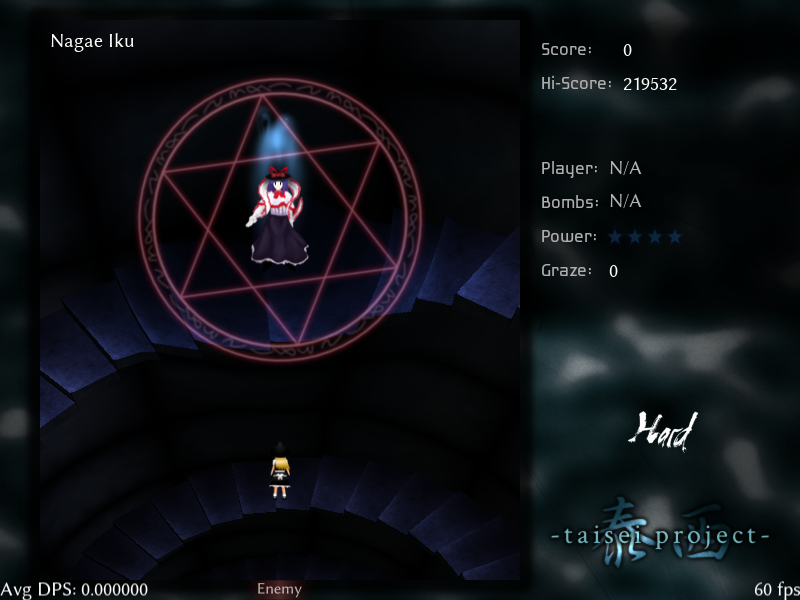 Nagae Iku
Score: 0
Hi-Score: 219532
Player: N/A
Bombs: N/A
Power:
Graze: 0
Hard
泰西
-taisei project-
Avg DPS: 0.000000
Enemy
60 fps